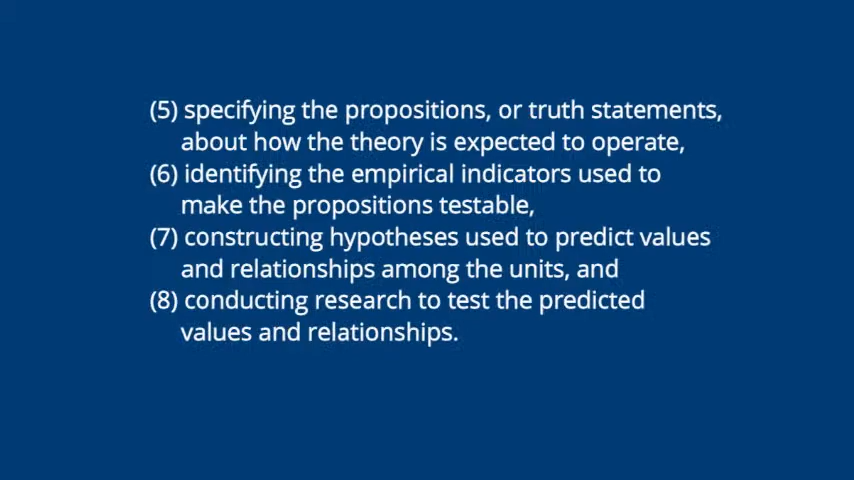 (5) specifying the propositions, or truth statements,
about how the theory is expected to operate,
(6) identifying the empirical indicators used to
make the propositions testable,
(7) constructing hypotheses used to predict values
and relationships among the units, and
(8) conducting research to test the predicted
values and relationships.